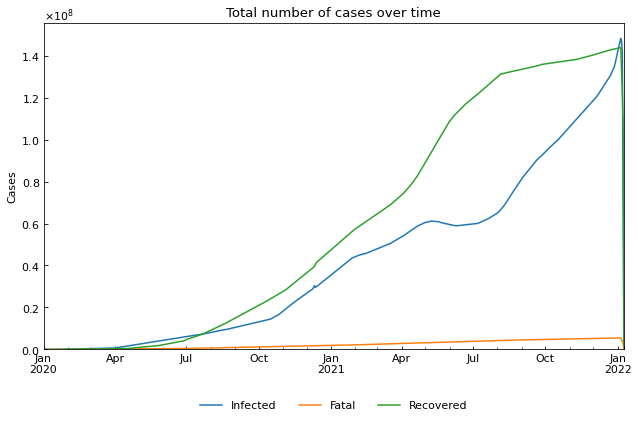 Total number of cases over time
×10⁸
1.4
1.2
1.0
0.8
0.6
0.4
0.2
0.0
Cases
Jan Apr Jul Oct Jan Apr Jul Oct Jan
2020 2021 2022
Infected Fatal Recovered